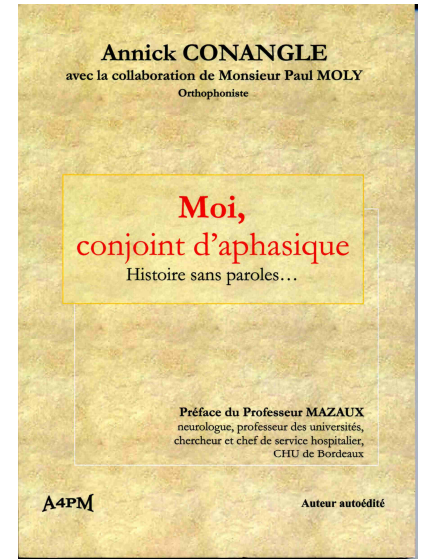 Annick CONANGLE
avec la collaboration de Monsieur Paul MOLY
Orthophoniste
Moi,
conjoint d'aphasique
Histoire sans paroles…
Préface du Professeur MAZAUX
neurologue, professeur des universités,
chercheur et chef de service hospitalier,
CHU de Bordeaux
A4PM
Auteur autoédité